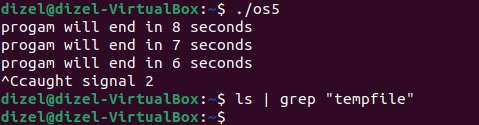 dizel@dizel-VirtualBox:~$ ./os5
progam will end in 8 seconds
progam will end in 7 seconds
progam will end in 6 seconds
^Ccaught signal 2
dizel@dizel-VirtualBox:~$ ls | grep "tempfile"
dizel@dizel-VirtualBox:~$